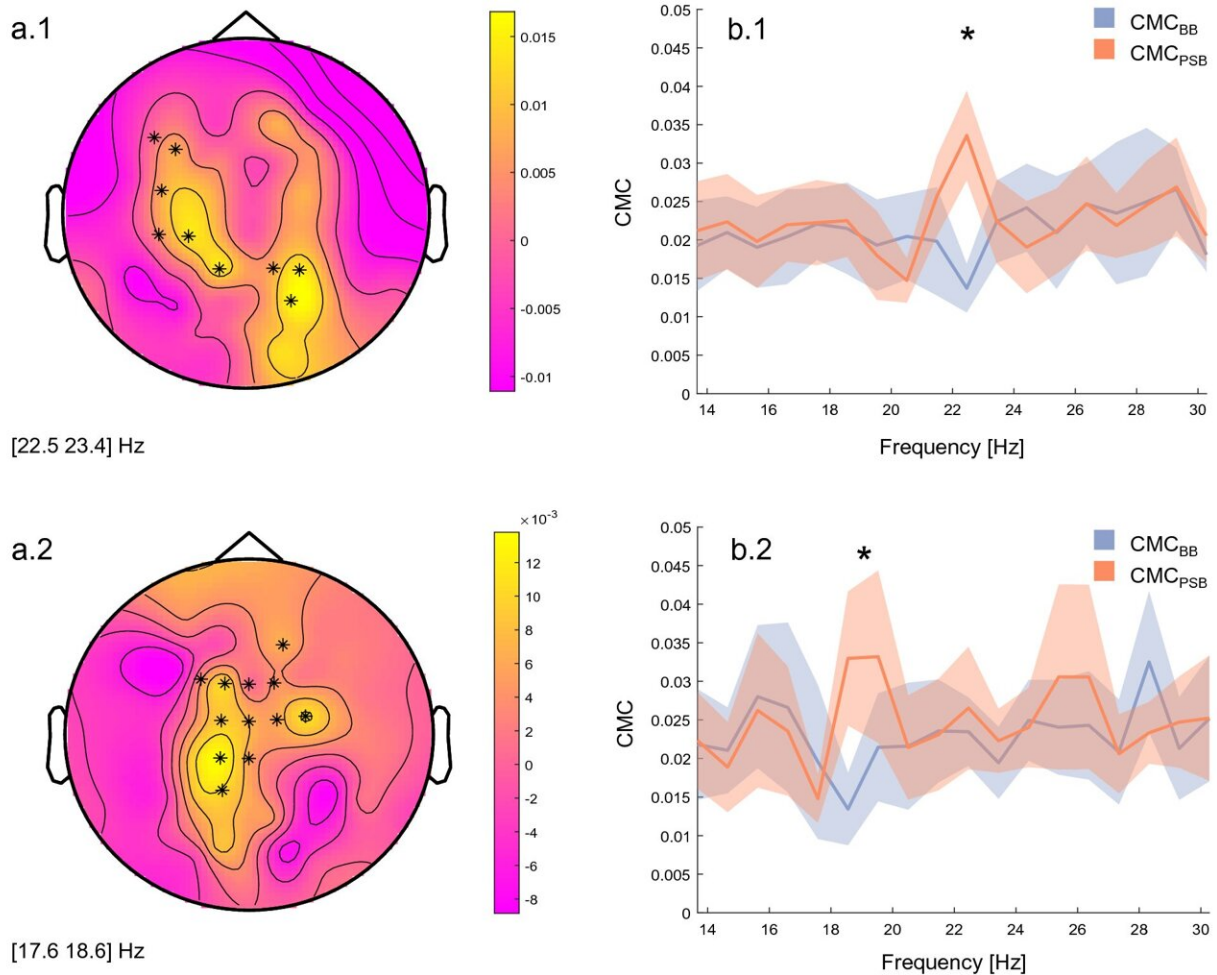 a.1
0.015
0.01
0.005
0
-0.005
-0.01
[22.5 23.4] Hz
b.1
CMC_BB
CMC_PSB
*
0.05
0.045
0.04
0.035
0.03
0.025
0.02
0.015
0.01
0.005
0
CMC
14 16 18 20 22 24 26 28 30
Frequency [Hz]
a.2
×10⁻³
12
10
8
6
4
2
0
-2
-4
-6
-8
[17.6 18.6] Hz
b.2
CMC_BB
CMC_PSB
*
0.05
0.045
0.04
0.035
0.03
0.025
0.02
0.015
0.01
0.005
0
CMC
14 16 18 20 22 24 26 28 30
Frequency [Hz]